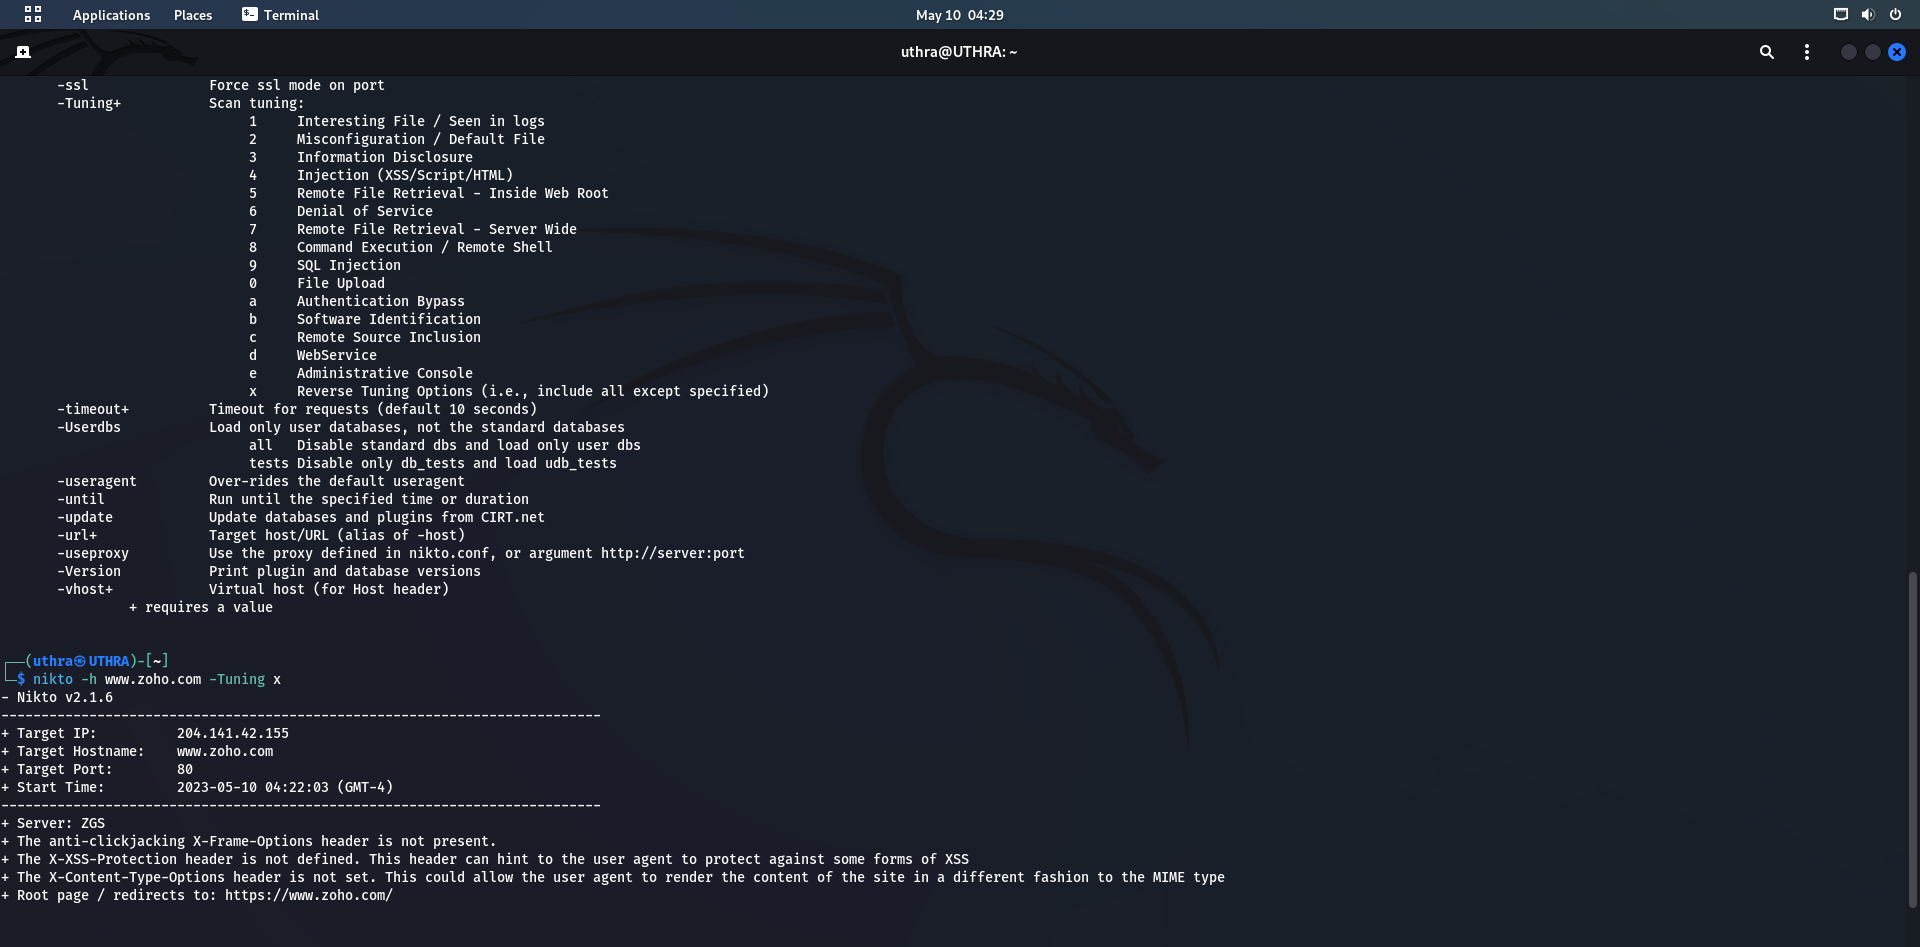 Applications Places Terminal May 10 04:29
uthra@UTHRA: ~
-ssl Force ssl mode on port
-Tuning+ Scan tuning:
1 Interesting File / Seen in logs
2 Misconfiguration / Default File
3 Information Disclosure
4 Injection (XSS/Script/HTML)
5 Remote File Retrieval - Inside Web Root
6 Denial of Service
7 Remote File Retrieval - Server Wide
8 Command Execution / Remote Shell
9 SQL Injection
0 File Upload
a Authentication Bypass
b Software Identification
c Remote Source Inclusion
d WebService
e Administrative Console
x Reverse Tuning Options (i.e., include all except specified)
-timeout+ Timeout for requests (default 10 seconds)
-Userdbs Load only user databases, not the standard databases
all Disable standard dbs and load only user dbs
tests Disable only db_tests and load udb_tests
-useragent Over-rides the default useragent
-until Run until the specified time or duration
-update Update databases and plugins from CIRT.net
-url+ Target host/URL (alias of -host)
-useproxy Use the proxy defined in nikto.conf, or argument http://server:port
-Version Print plugin and database versions
-vhost+ Virtual host (for Host header)
+ requires a value
┌──(uthra㉿UTHRA)-[~]
└─$ nikto -h www.zoho.com -Tuning x
- Nikto v2.1.6
---------------------------------------------------------------------------
+ Target IP: 204.141.42.155
+ Target Hostname: www.zoho.com
+ Target Port: 80
+ Start Time: 2023-05-10 04:22:03 (GMT-4)
---------------------------------------------------------------------------
+ Server: ZGS
+ The anti-clickjacking X-Frame-Options header is not present.
+ The X-XSS-Protection header is not defined. This header can hint to the user agent to protect against some forms of XSS
+ The X-Content-Type-Options header is not set. This could allow the user agent to render the content of the site in a different fashion to the MIME type
+ Root page / redirects to: https://www.zoho.com/